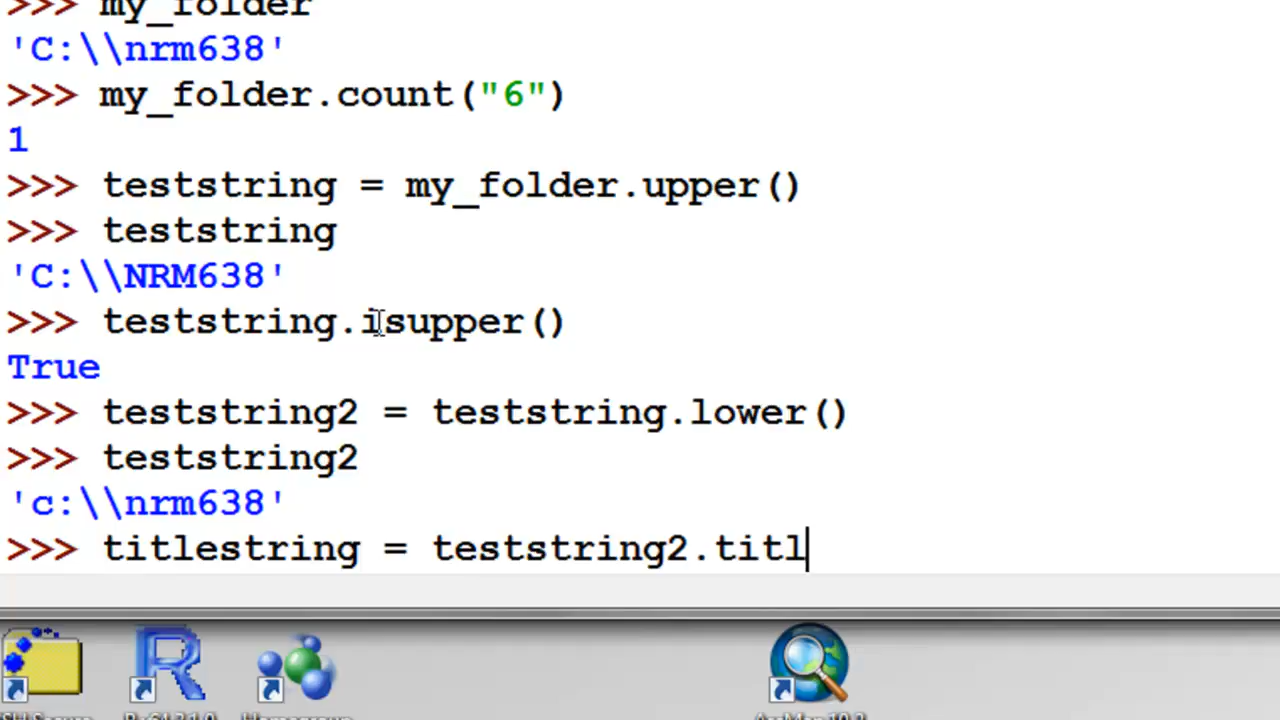 >>> my_folder
'C:\\nrm638'
>>> my_folder.count("6")
1
>>> teststring = my_folder.upper()
>>> teststring
'C:\\NRM638'
>>> teststring.isupper()
True
>>> teststring2 = teststring.lower()
>>> teststring2
'c:\\nrm638'
>>> titlestring = teststring2.titl